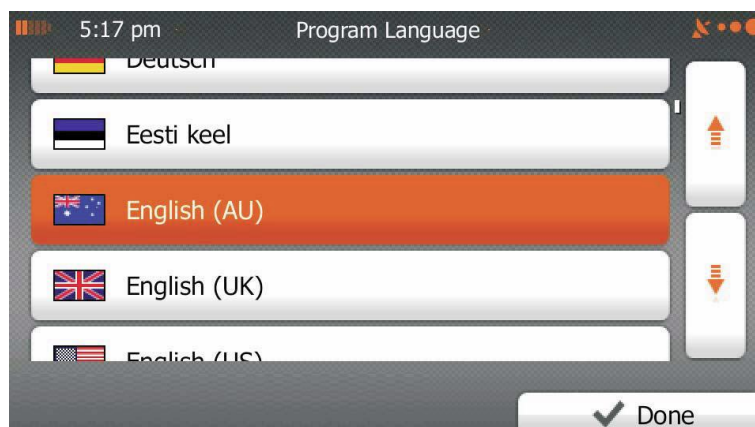 5:17 pm Program Language
Deutsch
Eesti keel
English (AU)
English (UK)
English (US)
Done